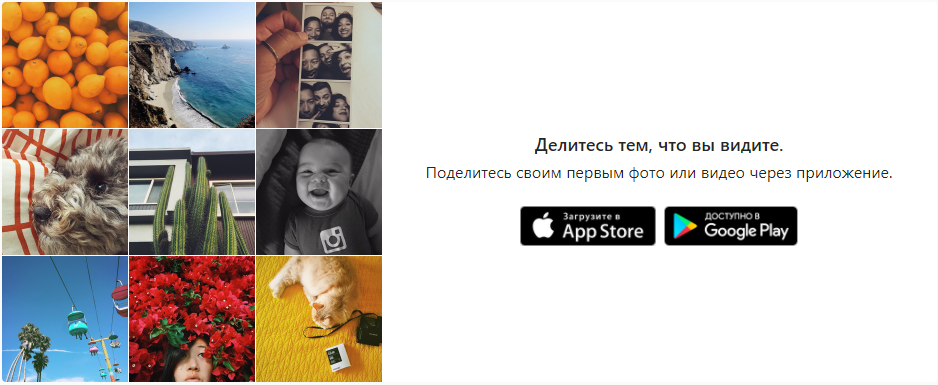 Делитесь тем, что вы видите.
Поделитесь своим первым фото или видео через приложение.
Загрузите в
App Store
ДОСТУПНО В
Google Play